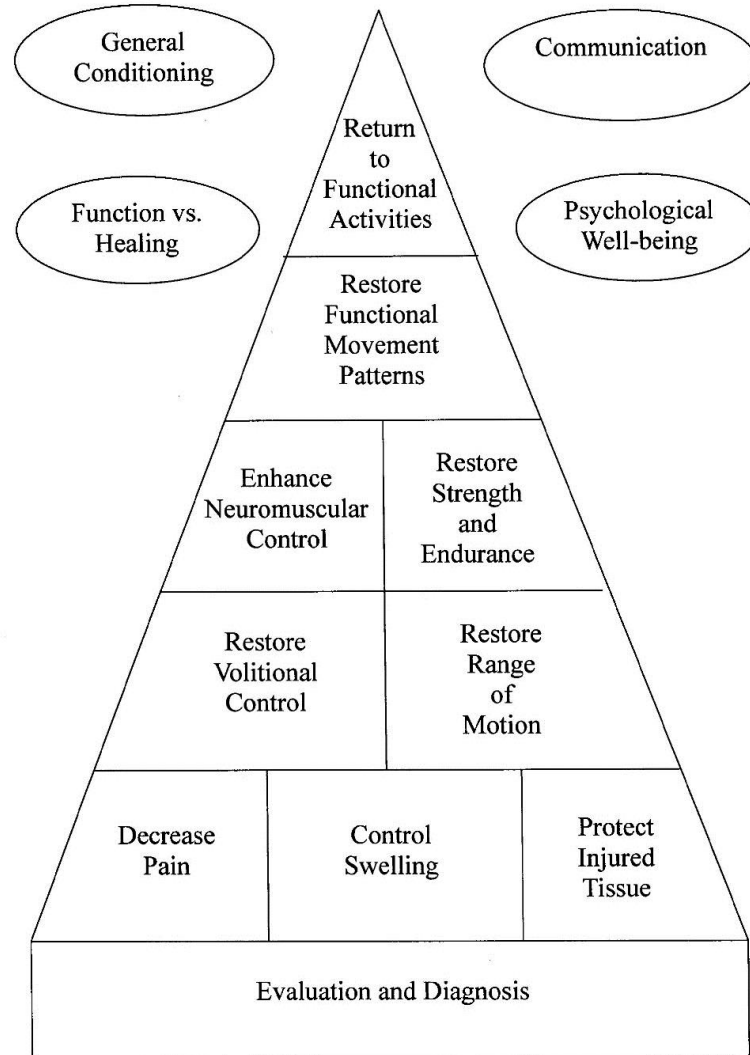 General
Conditioning
Communication
Function vs.
Healing
Psychological
Well-being
Return
to
Functional
Activities
Restore
Functional
Movement
Patterns
Enhance
Neuromuscular
Control
Restore
Strength
and
Endurance
Restore
Volitional
Control
Restore
Range
of
Motion
Decrease
Pain
Control
Swelling
Protect
Injured
Tissue
Evaluation and Diagnosis